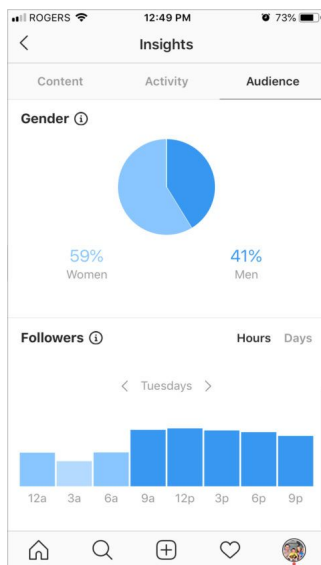 ROGERS 12:49 PM 73%
Insights
Content Activity Audience
Gender
59% 41%
Women Men
Followers Hours Days
< Tuesdays >
12a 3a 6a 9a 12p 3p 6p 9p